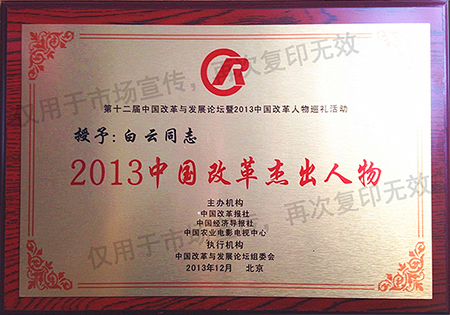 仅用于市场宣传，再次复印无效
第十二届中国改革与发展论坛暨2013中国改革人物巡礼活动
授予：白云同志
2013中国改革杰出人物
主办机构
中国改革报社
中国经济导报社
中国农业电影电视中心
执行机构
中国改革与发展论坛组委会
2013年12月 北京
仅用于市场宣传，再次复印无效